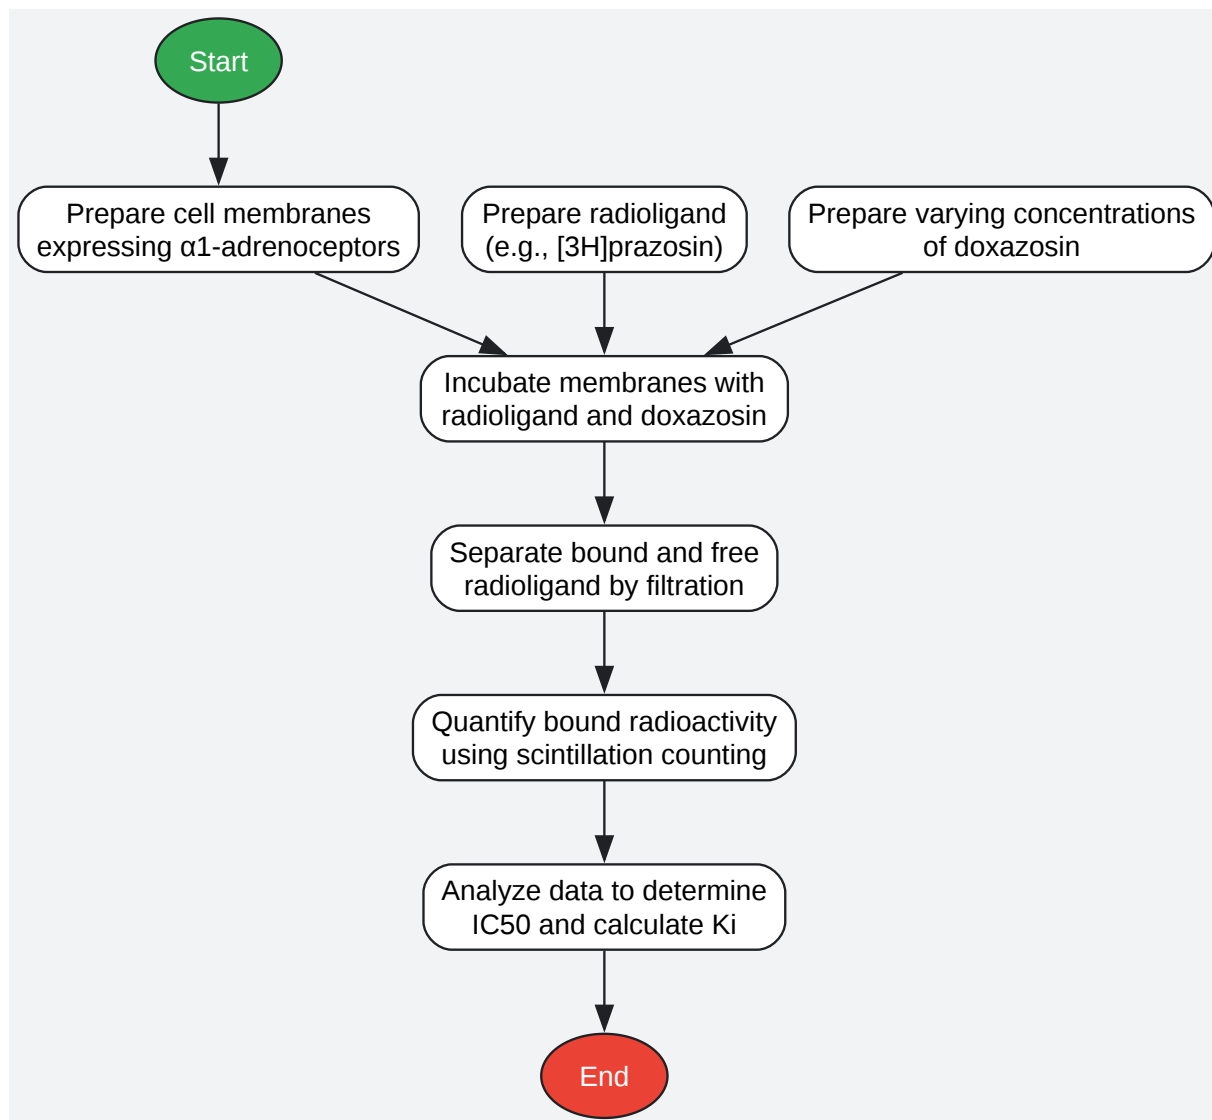 Start
Prepare cell membranes
expressing α1-adrenoceptors
Prepare radioligand
(e.g., [3H]prazosin)
Prepare varying concentrations
of doxazosin
Incubate membranes with
radioligand and doxazosin
Separate bound and free
radioligand by filtration
Quantify bound radioactivity
using scintillation counting
Analyze data to determine
IC50 and calculate Ki
End